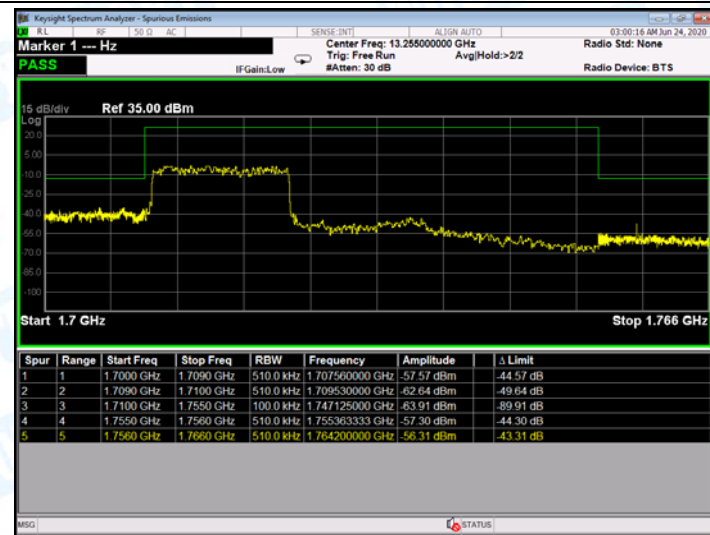 Keysight Spectrum Analyzer - Spurious Emissions
RL RF 50 Ω AC SENSE:INT ALIGN AUTO 03:00:16 AM Jun 24, 2020
Marker 1 --- Hz Center Freq: 13.255000000 GHz Radio Std: None
Trig: Free Run Avg|Hold:>2/2
PASS IFGain:Low #Atten: 30 dB Radio Device: BTS
15 dB/div Ref 35.00 dBm
Log
20.0
5.00
-10.0
-25.0
-40.0
-55.0
-70.0
-85.0
-100
Start 1.7 GHz Stop 1.766 GHz
Spur Range Start Freq Stop Freq RBW Frequency Amplitude Δ Limit
1 1 1.7000 GHz 1.7090 GHz 510.0 kHz 1.707560000 GHz -57.57 dBm -44.57 dB
2 2 1.7090 GHz 1.7100 GHz 510.0 kHz 1.709530000 GHz -62.64 dBm -49.64 dB
3 3 1.7100 GHz 1.7550 GHz 100.0 kHz 1.747125000 GHz -63.91 dBm -89.91 dB
4 4 1.7550 GHz 1.7560 GHz 510.0 kHz 1.755363333 GHz -57.30 dBm -44.30 dB
5 5 1.7560 GHz 1.7660 GHz 510.0 kHz 1.764200000 GHz -56.31 dBm -43.31 dB
MSG STATUS